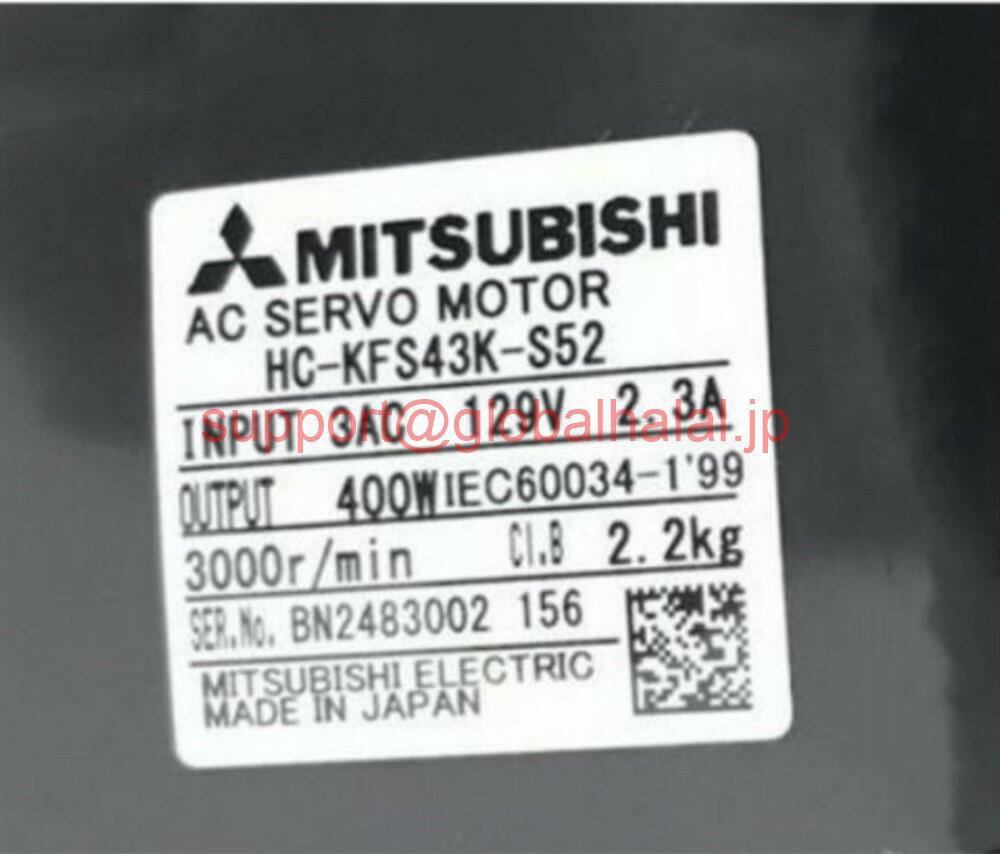 MITSUBISHI
AC SERVO MOTOR
HC-KFS43K-S52
INPUT 3AC 129V 2.3A
support@globalhalal.jp
OUTPUT 400W IEC60034-1'99
3000r/min Cl.B 2.2kg
SER.No. BN2483002 156
MITSUBISHI ELECTRIC
MADE IN JAPAN